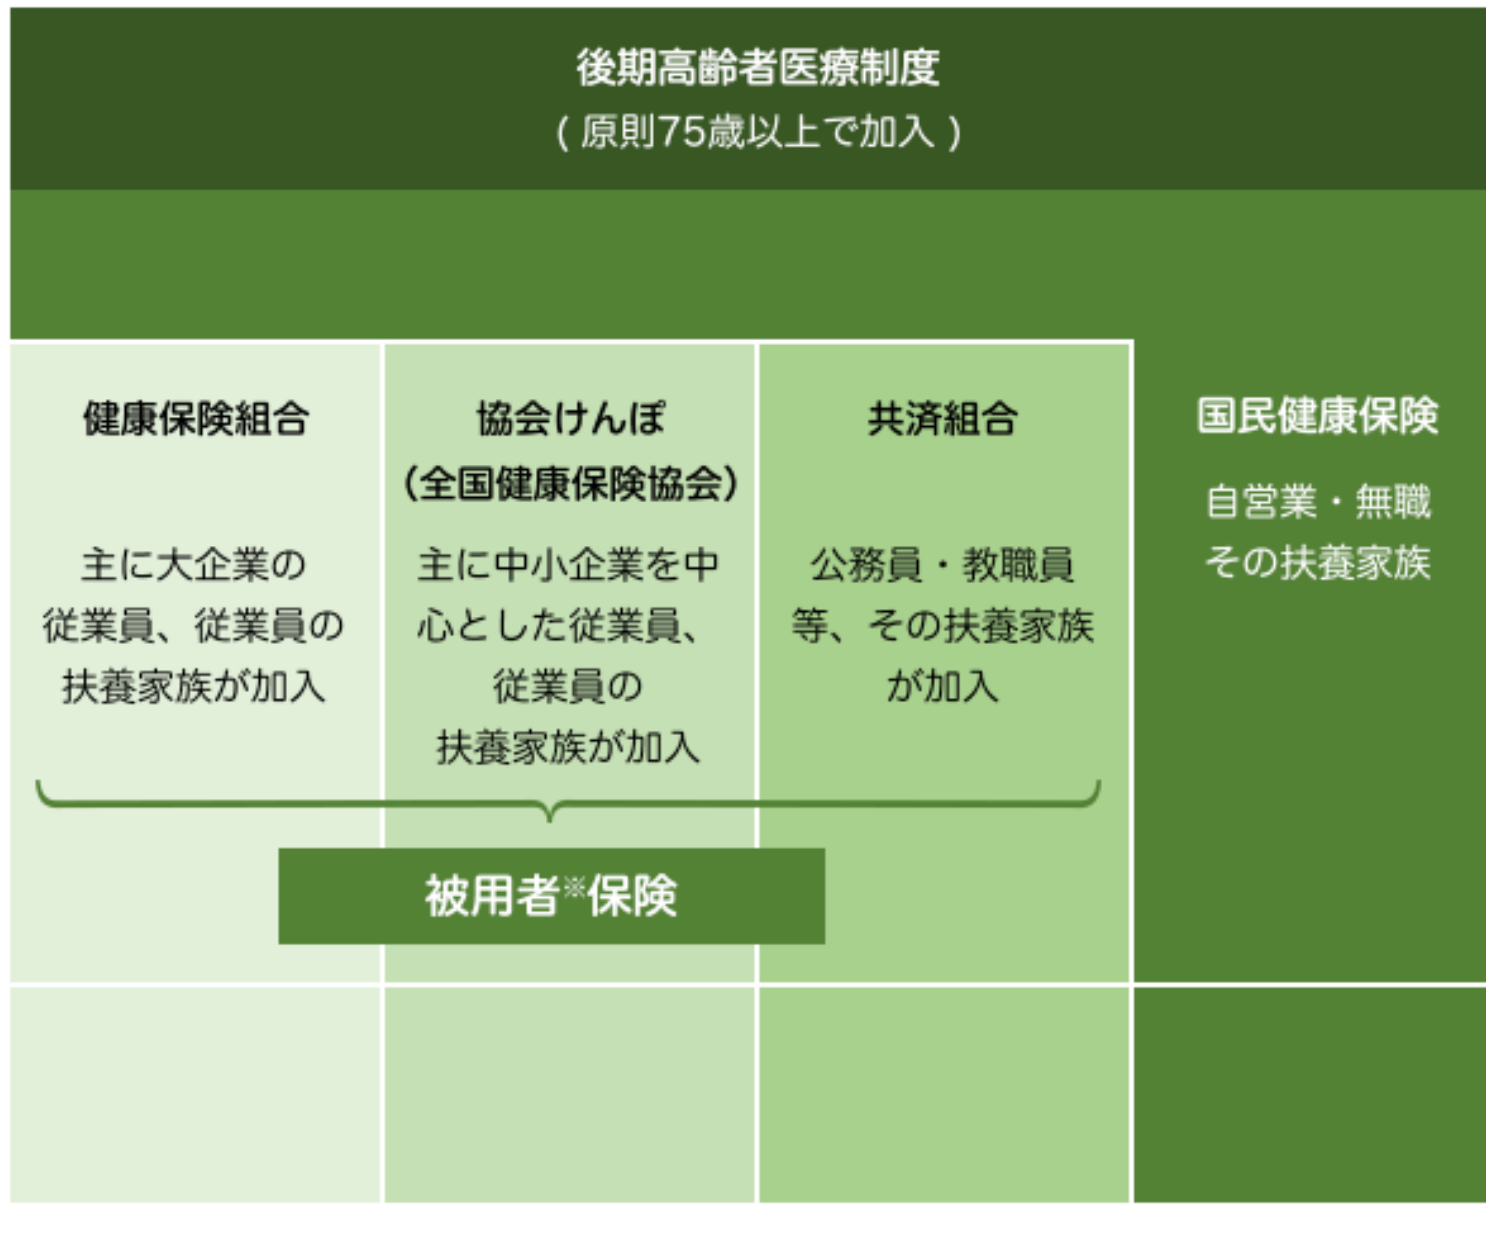 後期高齢者医療制度
( 原則75歳以上で加入 )
健康保険組合
主に大企業の
従業員、従業員の
扶養家族が加入
協会けんぽ
（全国健康保険協会）
主に中小企業を中
心とした従業員、
従業員の
扶養家族が加入
共済組合
公務員・教職員
等、その扶養家族
が加入
国民健康保険
自営業・無職
その扶養家族
被用者※保険